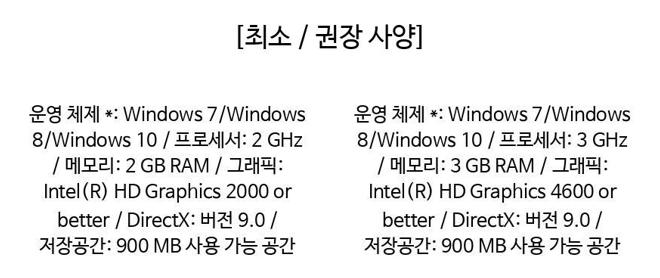 [최소 / 권장 사양]
운영 체제 *: Windows 7/Windows
8/Windows 10 / 프로세서: 2 GHz
/ 메모리: 2 GB RAM / 그래픽:
Intel(R) HD Graphics 2000 or
better / DirectX: 버전 9.0 /
저장공간: 900 MB 사용 가능 공간
운영 체제 *: Windows 7/Windows
8/Windows 10 / 프로세서: 3 GHz
/ 메모리: 3 GB RAM / 그래픽:
Intel(R) HD Graphics 4600 or
better / DirectX: 버전 9.0 /
저장공간: 900 MB 사용 가능 공간